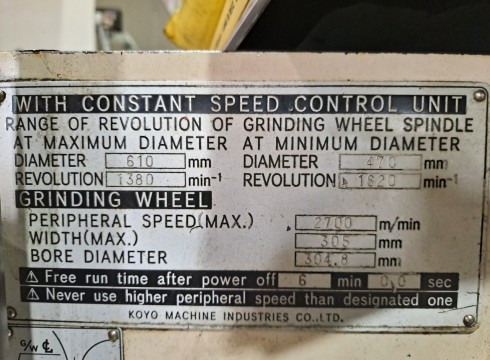 WITH CONSTANT SPEED CONTROL UNIT
RANGE OF REVOLUTION OF GRINDING WHEEL SPINDLE
AT MAXIMUM DIAMETER AT MINIMUM DIAMETER
DIAMETER 610 mm DIAMETER 470 mm
REVOLUTION 1380 min⁻¹ REVOLUTION 1820 min⁻¹
GRINDING WHEEL
PERIPHERAL SPEED(MAX.) 2700 m/min
WIDTH(MAX.) 305 mm
BORE DIAMETER 304.8 mm
⚠ Free run time after power off 6 min 00 sec
⚠ Never use higher peripheral speed than designated one
KOYO MACHINE INDUSTRIES CO.,LTD.
G/W ℄